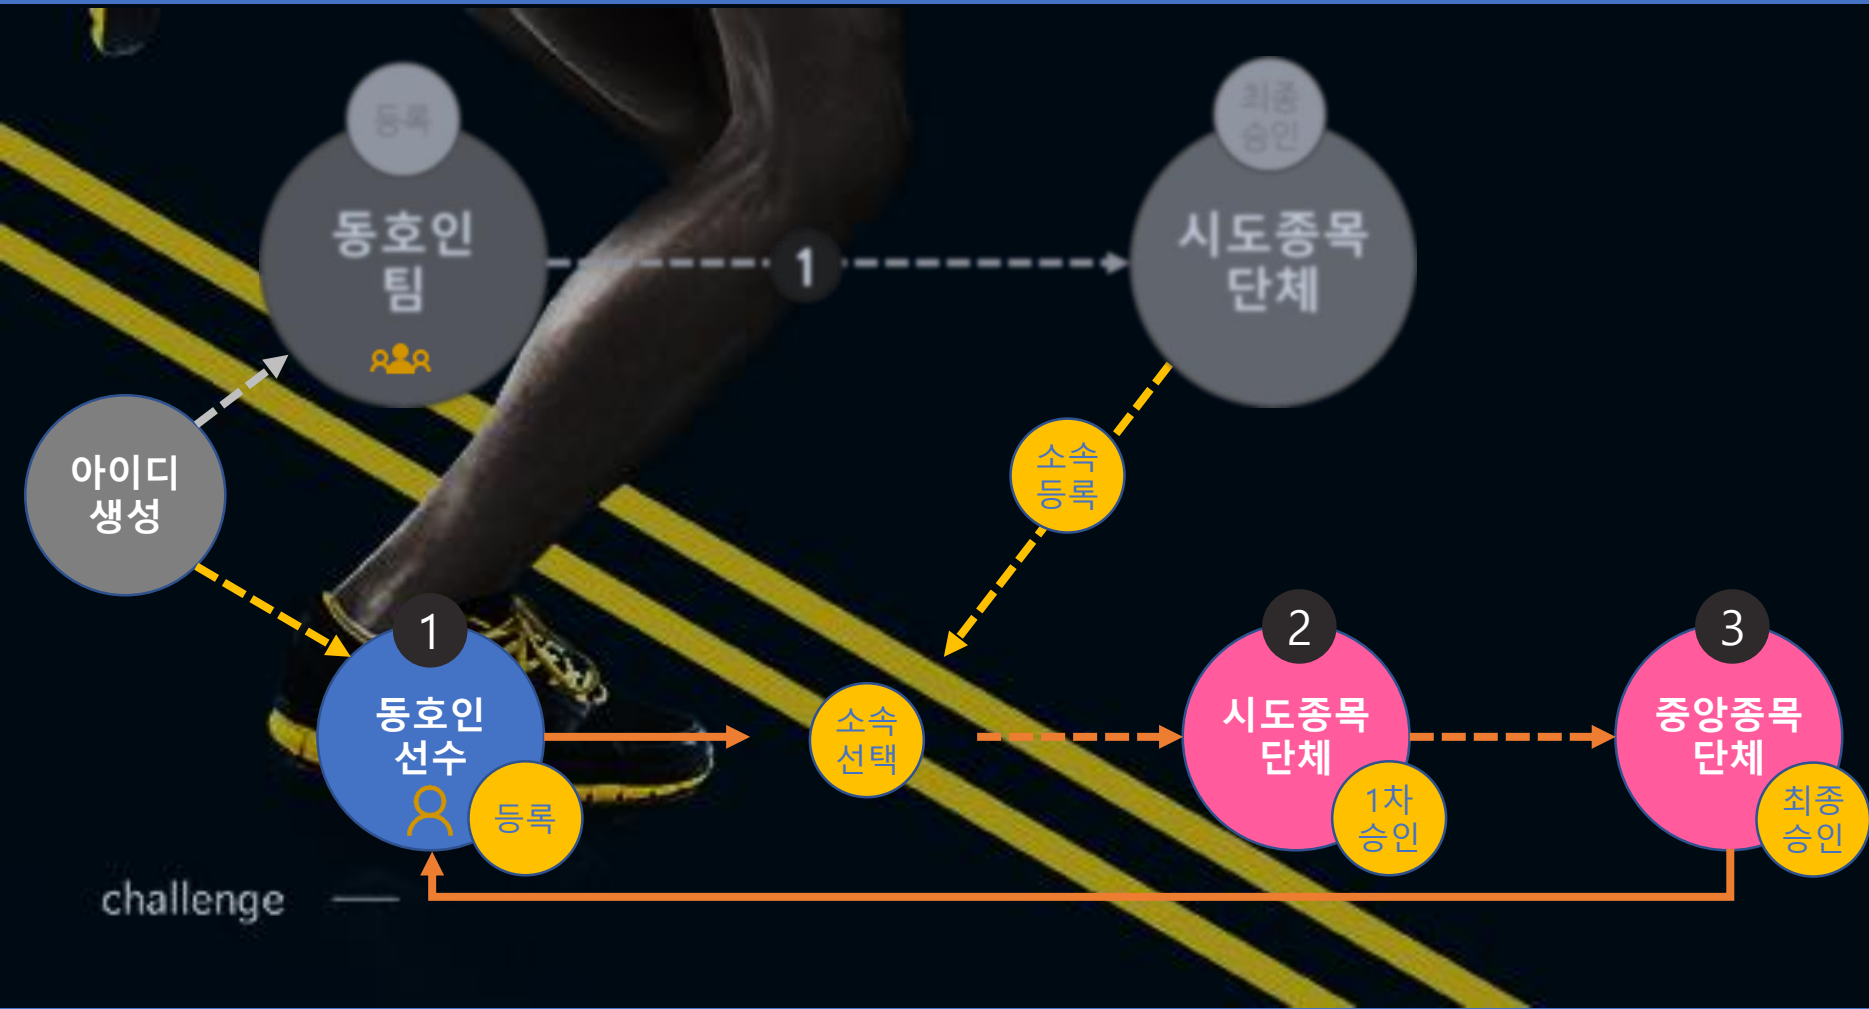 등록
최종
승인
동호인
팀
1
시도종목
단체
아이디
생성
소속
등록
1
동호인
선수
등록
소속
선택
2
시도종목
단체
1차
승인
3
중앙종목
단체
최종
승인
challenge